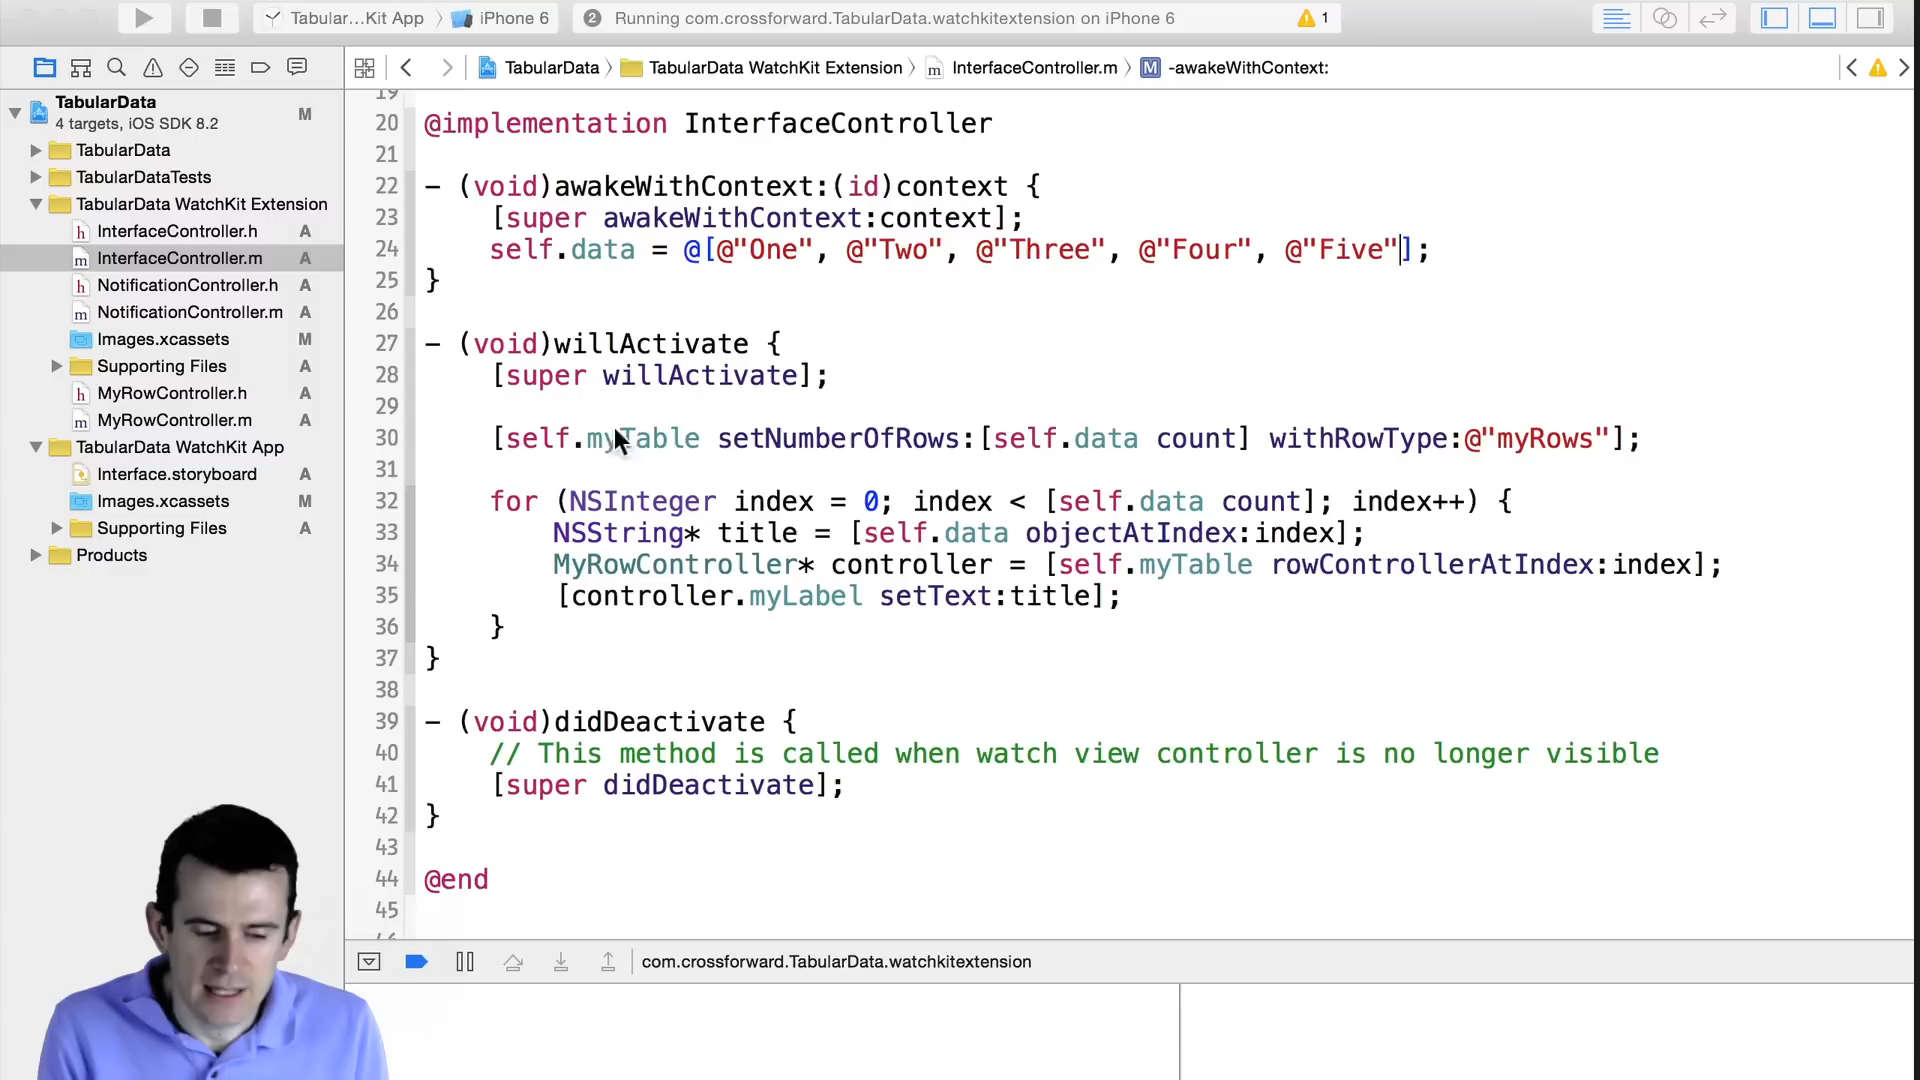 Tabular...Kit App 〉 iPhone 6
2 Running com.crossforward.TabularData.watchkitextension on iPhone 6
1
TabularData 〉 TabularData WatchKit Extension 〉 m InterfaceController.m 〉 M -awakeWithContext:
TabularData M
4 targets, iOS SDK 8.2
TabularData
TabularDataTests
TabularData WatchKit Extension
h InterfaceController.h A
m InterfaceController.m A
h NotificationController.h A
m NotificationController.m A
Images.xcassets M
Supporting Files A
h MyRowController.h A
m MyRowController.m A
TabularData WatchKit App
Interface.storyboard A
Images.xcassets M
Supporting Files A
Products
19
20 @implementation InterfaceController
21
22 - (void)awakeWithContext:(id)context {
23 [super awakeWithContext:context];
24 self.data = @[@"One", @"Two", @"Three", @"Four", @"Five"];
25 }
26
27 - (void)willActivate {
28 [super willActivate];
29
30 [self.myTable setNumberOfRows:[self.data count] withRowType:@"myRows"];
31
32 for (NSInteger index = 0; index < [self.data count]; index++) {
33 NSString* title = [self.data objectAtIndex:index];
34 MyRowController* controller = [self.myTable rowControllerAtIndex:index];
35 [controller.myLabel setText:title];
36 }
37 }
38
39 - (void)didDeactivate {
40 // This method is called when watch view controller is no longer visible
41 [super didDeactivate];
42 }
43
44 @end
45
com.crossforward.TabularData.watchkitextension